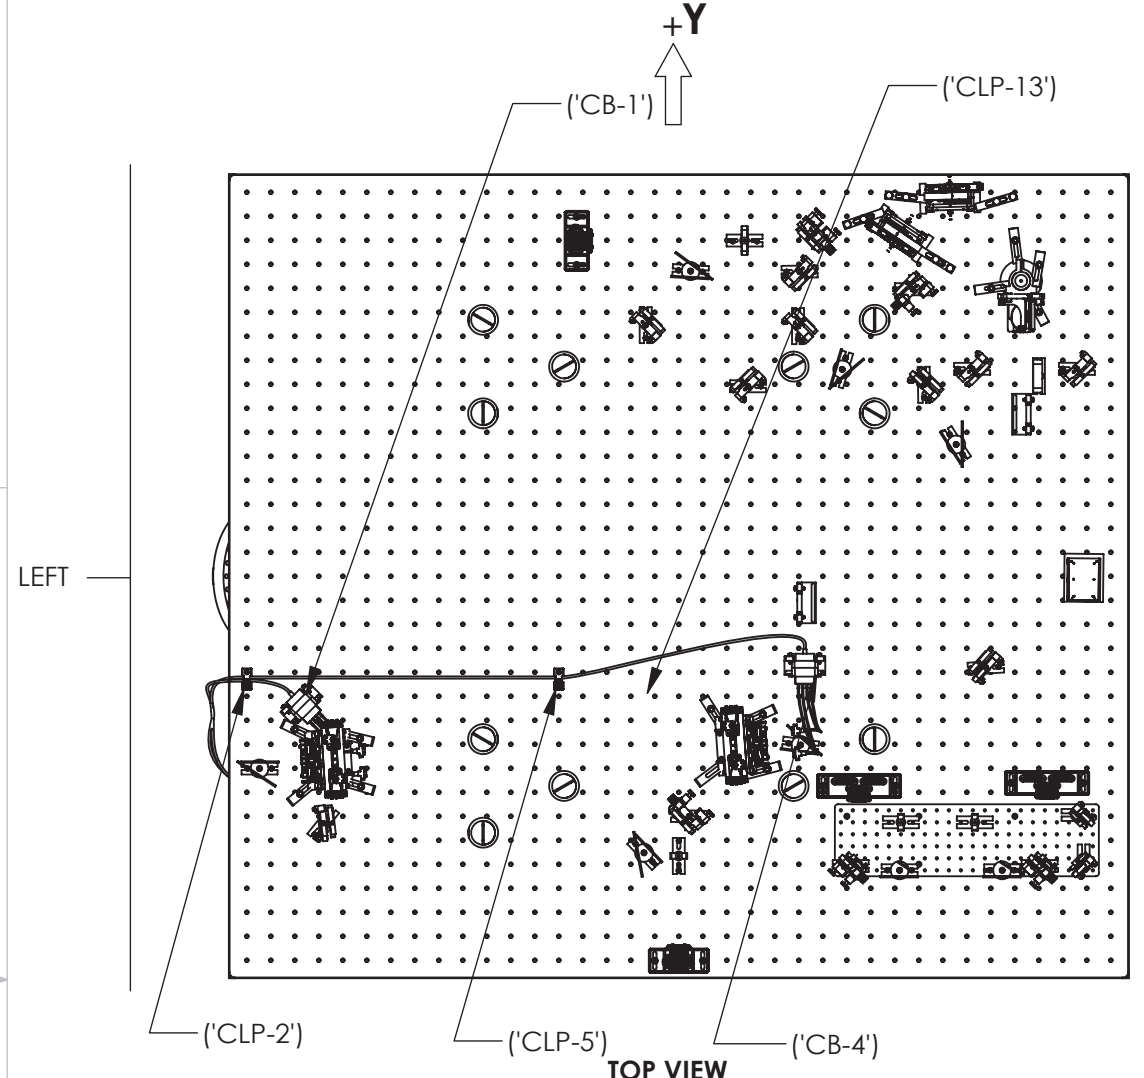 +Y
('CB-1')
('CLP-13')
LEFT
('CLP-2')
('CLP-5')
('CB-4')
TOP VIEW